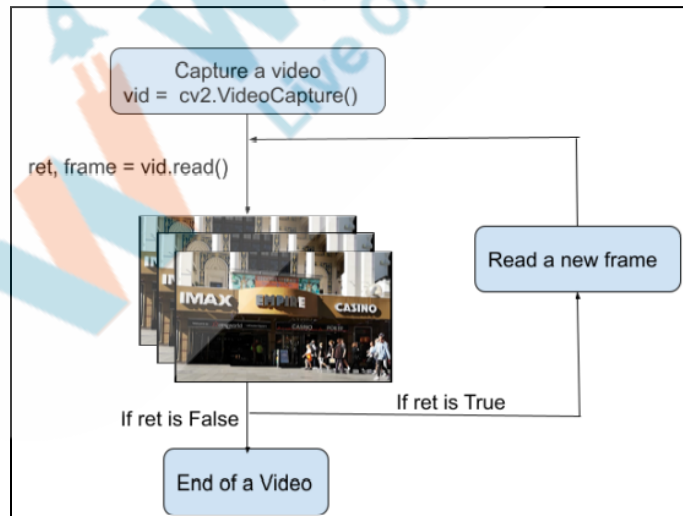 Capture a video
vid = cv2.VideoCapture()
ret, frame = vid.read()
Read a new frame
IMAX EMPIRE CASINO
If ret is True
If ret is False
End of a Video